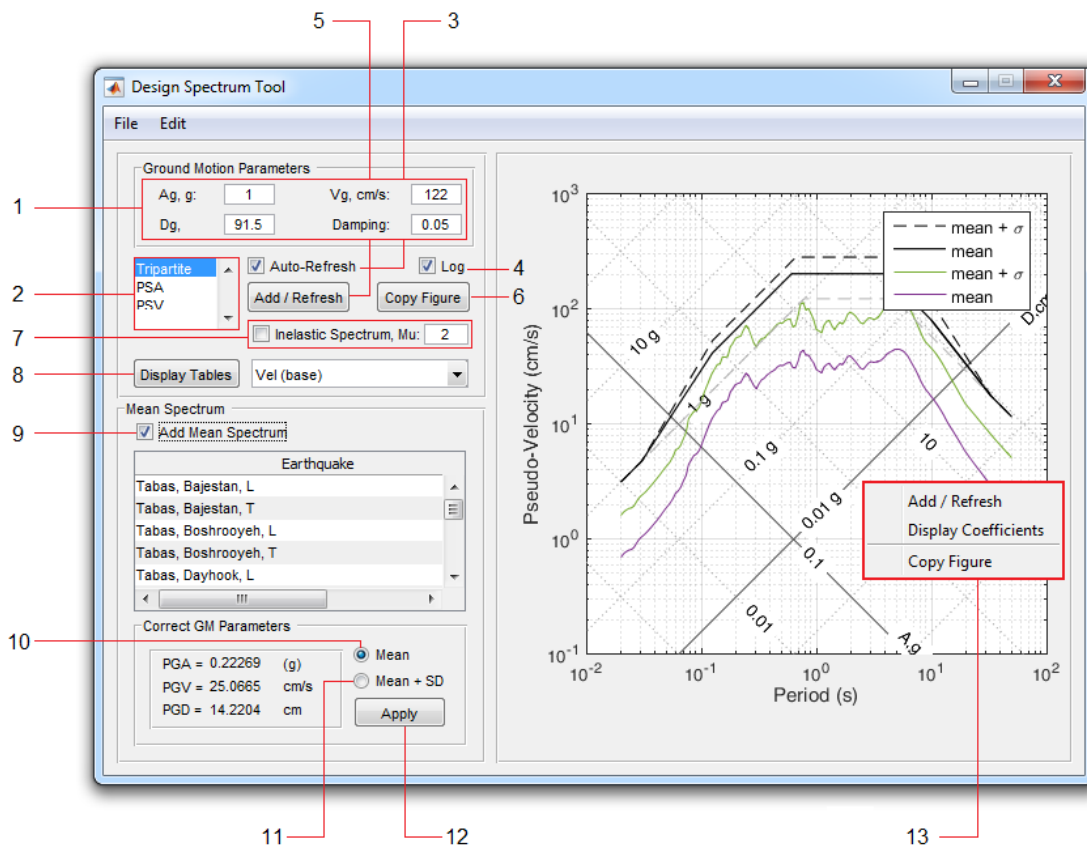 5 3
Design Spectrum Tool
File Edit
Ground Motion Parameters
1
Ag, g: 1 Vg, cm/s: 122
Dg, 91.5 Damping: 0.05
2
Tripartite
PSA
PSV
Auto-Refresh Log
4
Add / Refresh Copy Figure
6
7
Inelastic Spectrum, Mu: 2
8
Display Tables Vel (base)
Mean Spectrum
9
Add Mean Spectrum
Earthquake
Tabas, Bajestan, L
Tabas, Bajestan, T
Tabas, Boshrooyeh, L
Tabas, Boshrooyeh, T
Tabas, Dayhook, L
Correct GM Parameters
10
Mean
PGA = 0.22269 (g)
PGV = 25.0665 cm/s
Mean + SD
PGD = 14.2204 cm
Apply
11 12
Pseudo-Velocity (cm/s)
10³
10²
10¹
10⁰
10⁻¹
mean + σ
mean
mean + σ
mean
10 g
1 g
0.1 g
0.01 g
D,cm
10
0.1
0.01
A,g
10⁻² 10⁻¹ 10⁰ 10¹ 10²
Period (s)
Add / Refresh
Display Coefficients
Copy Figure
13